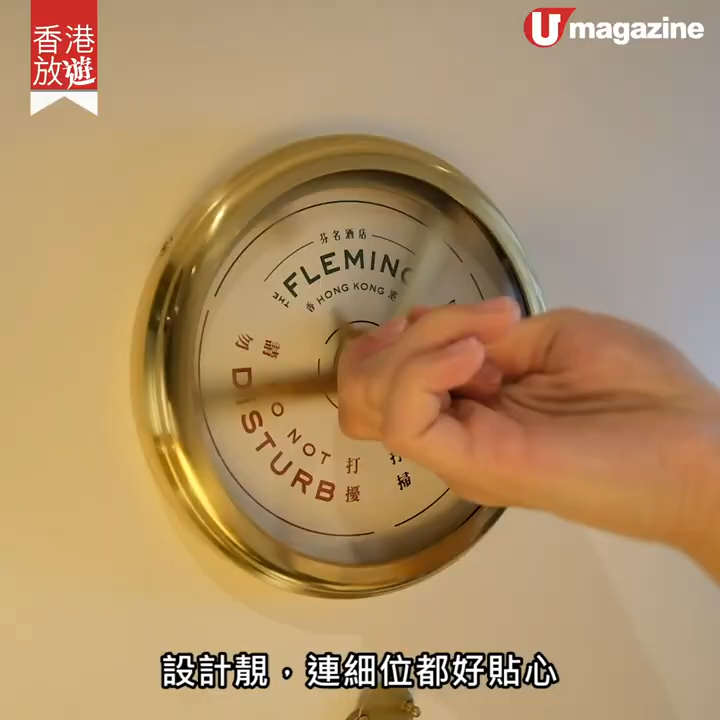 香港
放遊
U magazine
芬名酒店
THE FLEMING
香 HONG KONG 港
請勿
DO NOT
DISTURB
打擾
打掃
設計靚，連細位都好貼心